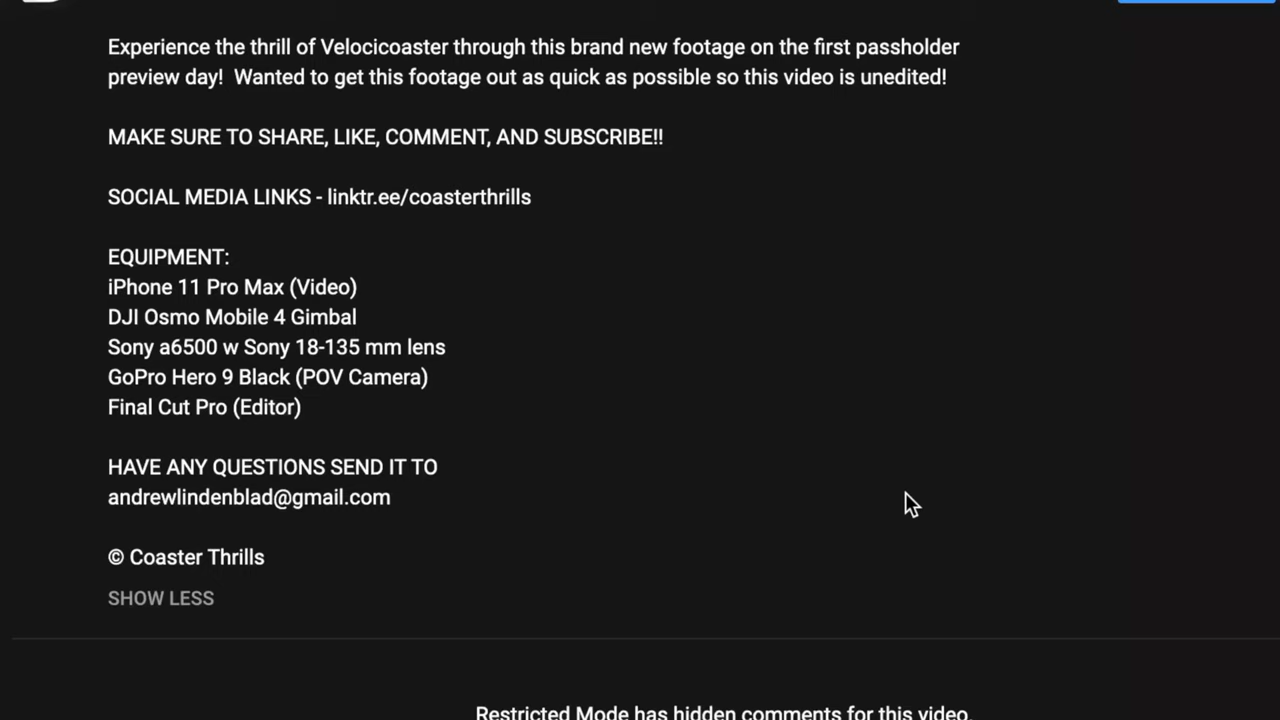 Experience the thrill of Velocicoaster through this brand new footage on the first passholder
preview day!  Wanted to get this footage out as quick as possible so this video is unedited!
MAKE SURE TO SHARE, LIKE, COMMENT, AND SUBSCRIBE!!
SOCIAL MEDIA LINKS - linktr.ee/coasterthrills
EQUIPMENT:
iPhone 11 Pro Max (Video)
DJI Osmo Mobile 4 Gimbal
Sony a6500 w Sony 18-135 mm lens
GoPro Hero 9 Black (POV Camera)
Final Cut Pro (Editor)
HAVE ANY QUESTIONS SEND IT TO
andrewlindenblad@gmail.com
© Coaster Thrills
SHOW LESS
Restricted Mode has hidden comments for this video.